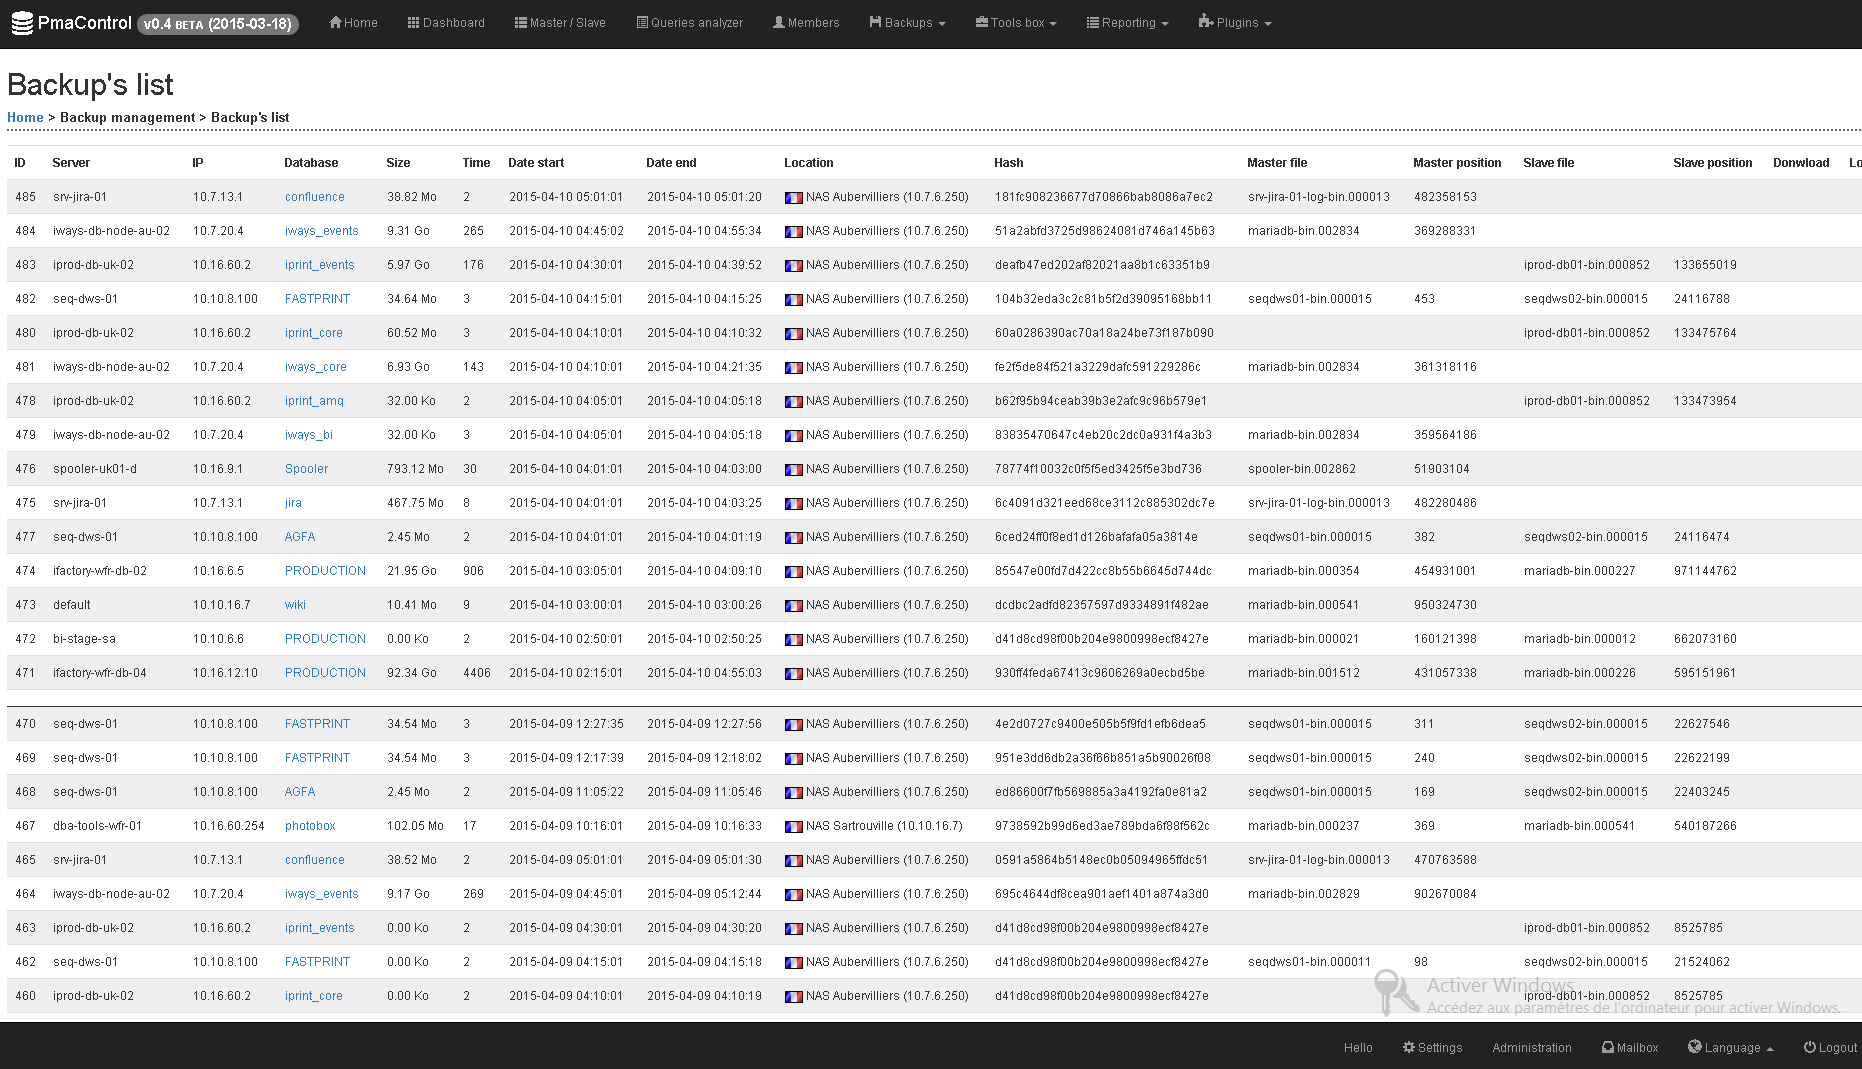 PmaControl v0.4 BETA (2015-03-18) Home Dashboard Master / Slave Queries analyzer Members Backups Tools box Reporting Plugins
Backup's list
Home > Backup management > Backup's list
ID Server IP Database Size Time Date start Date end Location Hash Master file Master position Slave file Slave position Donwload Lo
485 srv-jira-01 10.7.13.1 confluence 38.82 Mo 2 2015-04-10 05:01:01 2015-04-10 05:01:20 NAS Aubervilliers (10.7.6.250) 181fc908236677d70866bab8086a7ec2 srv-jira-01-log-bin.000013 482358153
484 iways-db-node-au-02 10.7.20.4 iways_events 9.31 Go 265 2015-04-10 04:45:02 2015-04-10 04:55:34 NAS Aubervilliers (10.7.6.250) 51a2abfd3725d98624081d746a145b63 mariadb-bin.002834 369288331
483 iprod-db-uk-02 10.16.60.2 iprint_events 5.97 Go 176 2015-04-10 04:30:01 2015-04-10 04:39:52 NAS Aubervilliers (10.7.6.250) deafb47ed202af82021aa8b1c63351b9 iprod-db01-bin.000852 133655019
482 seq-dws-01 10.10.8.100 FASTPRINT 34.64 Mo 3 2015-04-10 04:15:01 2015-04-10 04:15:25 NAS Aubervilliers (10.7.6.250) 104b32eda3c2c81b5f2d39095168bb11 seqdws01-bin.000015 453 seqdws02-bin.000015 24116788
480 iprod-db-uk-02 10.16.60.2 iprint_core 60.52 Mo 3 2015-04-10 04:10:01 2015-04-10 04:10:32 NAS Aubervilliers (10.7.6.250) 60a0286390ac70a18a24be73f187b090 iprod-db01-bin.000852 133475764
481 iways-db-node-au-02 10.7.20.4 iways_core 6.93 Go 143 2015-04-10 04:10:01 2015-04-10 04:21:35 NAS Aubervilliers (10.7.6.250) fe2f5de84f521a3229dafc591229286c mariadb-bin.002834 361318116
478 iprod-db-uk-02 10.16.60.2 iprint_amq 32.00 Ko 2 2015-04-10 04:05:01 2015-04-10 04:05:18 NAS Aubervilliers (10.7.6.250) b62f95b94ceab39b3e2afc9c96b579e1 iprod-db01-bin.000852 133473954
479 iways-db-node-au-02 10.7.20.4 iways_bi 32.00 Ko 3 2015-04-10 04:05:01 2015-04-10 04:05:18 NAS Aubervilliers (10.7.6.250) 83835470647c4eb20c2dc0a931f4a3b3 mariadb-bin.002834 359564186
476 spooler-uk01-d 10.16.9.1 Spooler 793.12 Mo 30 2015-04-10 04:01:01 2015-04-10 04:03:00 NAS Aubervilliers (10.7.6.250) 78774f10032c0f5f5ed3425f5e3bd736 spooler-bin.002862 51903104
475 srv-jira-01 10.7.13.1 jira 467.75 Mo 8 2015-04-10 04:01:01 2015-04-10 04:03:25 NAS Aubervilliers (10.7.6.250) 6c4091d321eed68ce3112c885302dc7e srv-jira-01-log-bin.000013 482280486
477 seq-dws-01 10.10.8.100 AGFA 2.45 Mo 2 2015-04-10 04:01:01 2015-04-10 04:01:19 NAS Aubervilliers (10.7.6.250) 6ced24ff0f8ed1d126bafafa05a3814e seqdws01-bin.000015 382 seqdws02-bin.000015 24116474
474 ifactory-wfr-db-02 10.16.6.5 PRODUCTION 21.95 Go 906 2015-04-10 03:05:01 2015-04-10 04:09:10 NAS Aubervilliers (10.7.6.250) 85547e00fd7d422cc8b55b6645d744dc mariadb-bin.000354 454931001 mariadb-bin.000227 971144762
473 default 10.10.16.7 wiki 10.41 Mo 9 2015-04-10 03:00:01 2015-04-10 03:00:26 NAS Aubervilliers (10.7.6.250) dcdbc2adfd82357597d9334891f482ae mariadb-bin.000541 950324730
472 bi-stage-sa 10.10.6.6 PRODUCTION 0.00 Ko 2 2015-04-10 02:50:01 2015-04-10 02:50:25 NAS Aubervilliers (10.7.6.250) d41d8cd98f00b204e9800998ecf8427e mariadb-bin.000021 160121398 mariadb-bin.000012 662073160
471 ifactory-wfr-db-04 10.16.12.10 PRODUCTION 92.34 Go 4406 2015-04-10 02:15:01 2015-04-10 04:55:03 NAS Aubervilliers (10.7.6.250) 930ff4feda67413c9606269a0ecbd5be mariadb-bin.001512 431057338 mariadb-bin.000226 595151961
470 seq-dws-01 10.10.8.100 FASTPRINT 34.54 Mo 3 2015-04-09 12:27:35 2015-04-09 12:27:56 NAS Aubervilliers (10.7.6.250) 4e2d0727c9400e505b5f9fd1efb6dea5 seqdws01-bin.000015 311 seqdws02-bin.000015 22627546
469 seq-dws-01 10.10.8.100 FASTPRINT 34.54 Mo 3 2015-04-09 12:17:39 2015-04-09 12:18:02 NAS Aubervilliers (10.7.6.250) 951e3dd6db2a36f66b851a5b90026f08 seqdws01-bin.000015 240 seqdws02-bin.000015 22622199
468 seq-dws-01 10.10.8.100 AGFA 2.45 Mo 2 2015-04-09 11:05:22 2015-04-09 11:05:46 NAS Aubervilliers (10.7.6.250) ed86600f7fb569885a3a4192fa0e81a2 seqdws01-bin.000015 169 seqdws02-bin.000015 22403245
467 dba-tools-wfr-01 10.16.60.254 photobox 102.05 Mo 17 2015-04-09 10:16:01 2015-04-09 10:16:33 NAS Sartrouville (10.10.16.7) 9738592b99d6ed3ae789bda6f88f562c mariadb-bin.000237 369 mariadb-bin.000541 540187266
465 srv-jira-01 10.7.13.1 confluence 38.52 Mo 2 2015-04-09 05:01:01 2015-04-09 05:01:30 NAS Aubervilliers (10.7.6.250) 0591a5864b5148ec0b05094965ffdc51 srv-jira-01-log-bin.000013 470763588
464 iways-db-node-au-02 10.7.20.4 iways_events 9.17 Go 269 2015-04-09 04:45:01 2015-04-09 05:12:44 NAS Aubervilliers (10.7.6.250) 695c4644df8cea901aef1401a874a3d0 mariadb-bin.002829 902670084
463 iprod-db-uk-02 10.16.60.2 iprint_events 0.00 Ko 2 2015-04-09 04:30:01 2015-04-09 04:30:20 NAS Aubervilliers (10.7.6.250) d41d8cd98f00b204e9800998ecf8427e iprod-db01-bin.000852 8525785
462 seq-dws-01 10.10.8.100 FASTPRINT 0.00 Ko 2 2015-04-09 04:15:01 2015-04-09 04:15:18 NAS Aubervilliers (10.7.6.250) d41d8cd98f00b204e9800998ecf8427e seqdws01-bin.000011 98 seqdws02-bin.000015 21524062
460 iprod-db-uk-02 10.16.60.2 iprint_core 0.00 Ko 2 2015-04-09 04:10:01 2015-04-09 04:10:19 NAS Aubervilliers (10.7.6.250) d41d8cd98f00b204e9800998ecf8427e iprod-db01-bin.000852 8525785
Activer Windows
Accédez aux paramètres de l'ordinateur pour activer Windows.
Hello Settings Administration Mailbox Language Logout